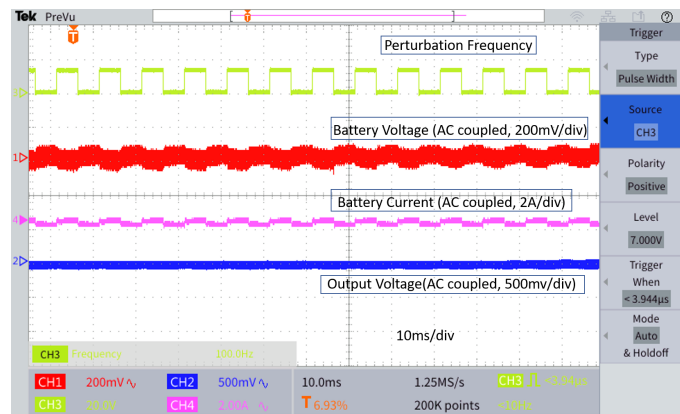 Tek PreVu
T
T
Trigger
Type
Pulse Width
Source
CH3
Polarity
Positive
Level
7.000V
Trigger
When
< 3.944µs
Mode
Auto
& Holdoff
Perturbation Frequency
Battery Voltage (AC coupled, 200mV/div)
1
Battery Current (AC coupled, 2A/div)
4
2
Output Voltage(AC coupled, 500mv/div)
10ms/div
CH3 Frequency 100.0Hz
CH1 200mV CH2 500mV 10.0ms 1.25MS/s CH3 <3.94µs
CH3 20.0V CH4 2.00A T 6.93% 200K points <10Hz